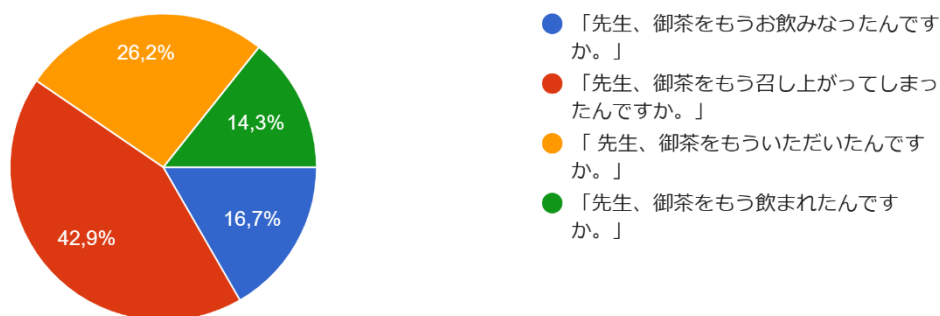 26,2%
14,3%
16,7%
42,9%
「先生、御茶をもうお飲みなったんです
か。」
「先生、御茶をもう召し上がってしまっ
たんですか。」
「 先生、御茶をもういただいたんです
か。」
「先生、御茶をもう飲まれたんです
か。」